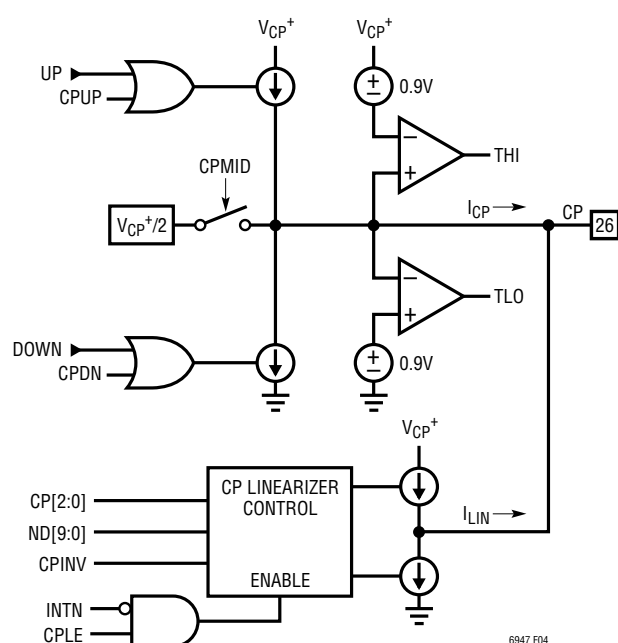 V_CP^+ V_CP^+
UP
CPUP
± 0.9V
− + THI
CPMID
V_CP^+/2
I_CP CP 26
− + TLO
DOWN
CPDN
± 0.9V
V_CP^+
CP LINEARIZER
CONTROL
CP[2:0]
ND[9:0]
CPINV
I_LIN
ENABLE
INTN
CPLE
6947 F04